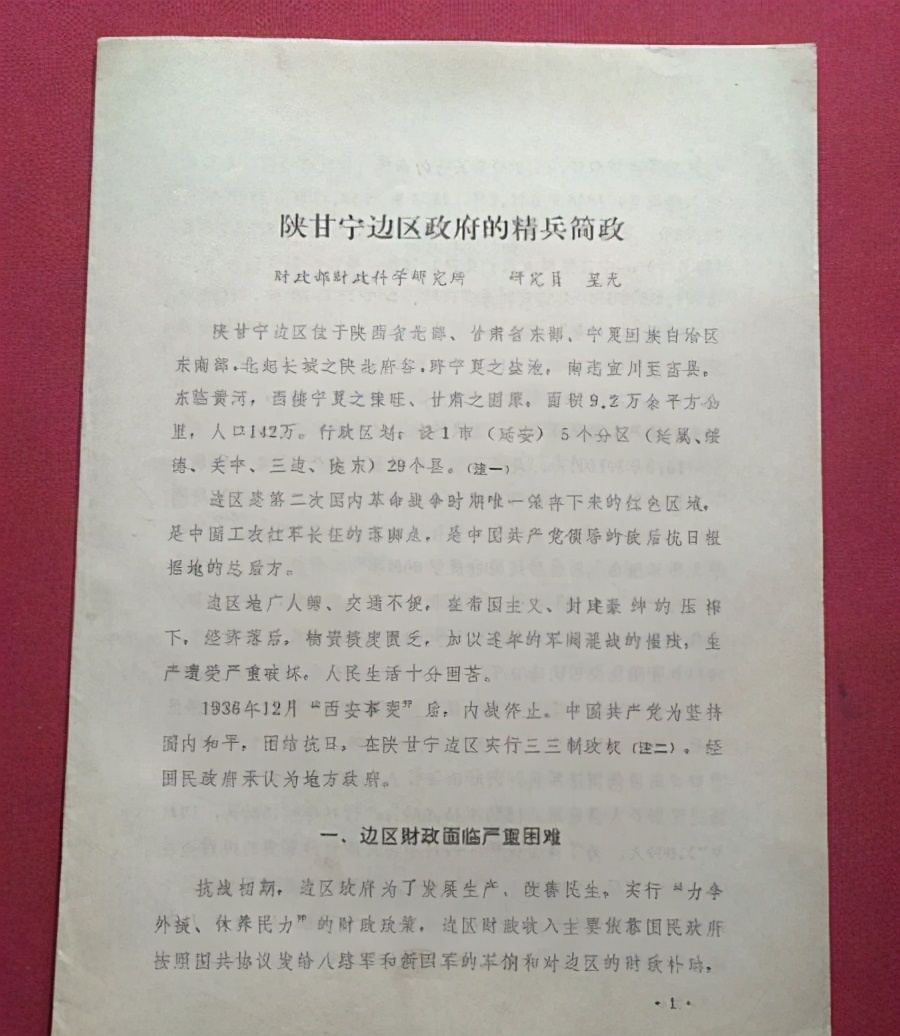 陕甘宁边区政府的精兵简政
财政部财政科学研究所 研究员 星光
陕甘宁边区位于陕西省北部、甘肃省东部、宁夏回族自治区
东南部,北起长城之陕北府谷,跨宁夏之盐池,南迄宜川至富县。
东临黄河,西接宁夏之豫旺、甘肃之固原。面积9.2万余平方公
里,人口142万。行政区划:设1市(延安)5个分区(延属、绥
德、关中、三边、陇东)29个县。(注一)
边区是第二次国内革命战争时期唯一保存下来的红色区域,
是中国工农红军长征的落脚点,是中国共产党领导的敌后抗日根
据地的总后方。
边区地广人稀、交通不便,在帝国主义、封建豪绅的压榨
下,经济落后,物资极度匮乏,加以连年的军阀混战的摧残,生
产遭受严重破坏。人民生活十分困苦。
1936年12月“西安事变”后,内战停止。中国共产党为坚持
国内和平,团结抗日,在陕甘宁边区实行三三制政权(注二)。经
国民政府承认为地方政府。
一、边区财政面临严重困难
抗战初期,边区政府为了发展生产、改善民生,实行“力争
外援、休养民力”的财政政策,边区财政收入主要依靠国民政府
按照国共协议发给八路军和新四军的军饷和对边区的财政补助,
·1·